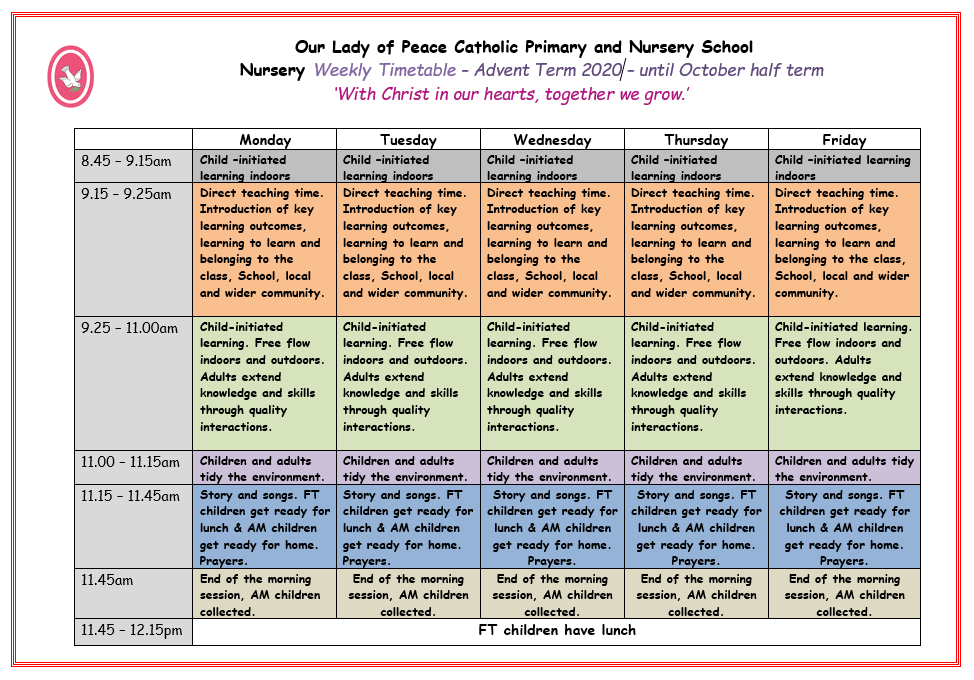 Our Lady of Peace Catholic Primary and Nursery School
Nursery Weekly Timetable – Advent Term 2020 – until October half term
‘With Christ in our hearts, together we grow.’
Monday Tuesday Wednesday Thursday Friday
8.45 – 9.15am Child –initiated Child –initiated Child –initiated Child –initiated Child –initiated learning
learning indoors learning indoors learning indoors learning indoors indoors
9.15 – 9.25am Direct teaching time. Direct teaching time. Direct teaching time. Direct teaching time. Direct teaching time.
Introduction of key Introduction of key Introduction of key Introduction of key Introduction of key
learning outcomes, learning outcomes, learning outcomes, learning outcomes, learning outcomes,
learning to learn and learning to learn and learning to learn and learning to learn and learning to learn and
belonging to the belonging to the belonging to the belonging to the belonging to the class,
class, School, local class, School, local class, School, local class, School, local School, local and wider
and wider community. and wider community. and wider community. and wider community. community.
9.25 – 11.00am Child-initiated Child-initiated Child-initiated Child-initiated Child-initiated learning.
learning. Free flow learning. Free flow learning. Free flow learning. Free flow Free flow indoors and
indoors and outdoors. indoors and outdoors. indoors and outdoors. indoors and outdoors. outdoors. Adults
Adults extend Adults extend Adults extend Adults extend extend knowledge and
knowledge and skills knowledge and skills knowledge and skills knowledge and skills skills through quality
through quality through quality through quality through quality interactions.
interactions. interactions. interactions. interactions.
11.00 – 11.15am Children and adults Children and adults Children and adults Children and adults Children and adults tidy
tidy the environment. tidy the environment. tidy the environment. tidy the environment. the environment.
11.15 – 11.45am Story and songs. FT Story and songs. FT Story and songs. FT Story and songs. FT Story and songs. FT
children get ready for children get ready for children get ready for children get ready for children get ready for
lunch & AM children lunch & AM children lunch & AM children lunch & AM children lunch & AM children
get ready for home. get ready for home. get ready for home. get ready for home. get ready for home.
Prayers. Prayers. Prayers. Prayers. Prayers.
11.45am End of the morning End of the morning End of the morning End of the morning End of the morning
session, AM children session, AM children session, AM children session, AM children session, AM children
collected. collected. collected. collected. collected.
11.45 – 12.15pm FT children have lunch